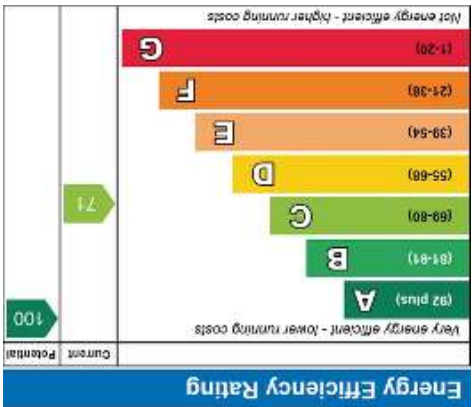 Energy Efficiency Rating
Current Potential
Very energy efficient - lower running costs
(92 plus) A
(81-91) B
(69-80) C
(55-68) D
(39-54) E
(21-38) F
(1-20) G
Not energy efficient - higher running costs
71
100